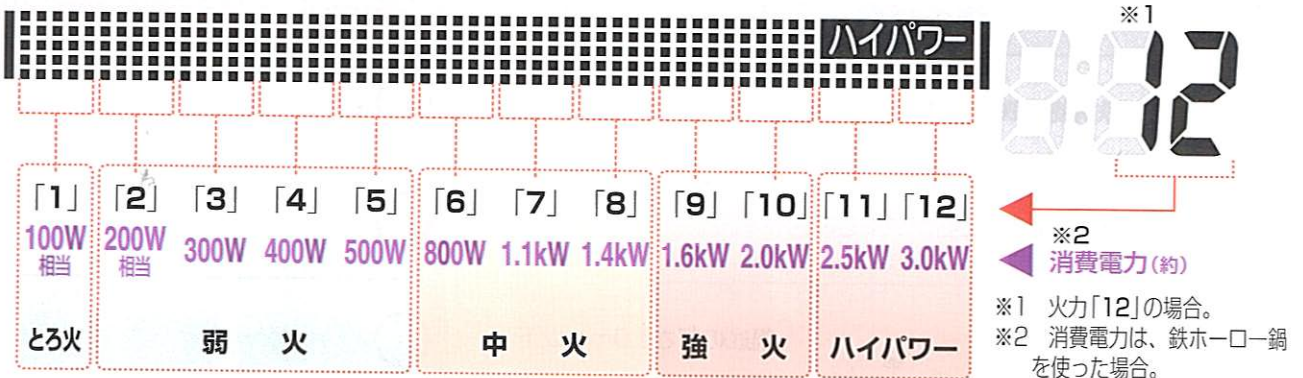 ハイパワー
※1
12
「1」 「2」 「3」 「4」 「5」 「6」 「7」 「8」 「9」 「10」 「11」 「12」
100W 200W 300W 400W 500W 800W 1.1kW 1.4kW 1.6kW 2.0kW 2.5kW 3.0kW
相当 相当
※2
消費電力(約)
とろ火 弱火 中火 強火 ハイパワー
※1 火力「12」の場合。
※2 消費電力は、鉄ホーロー鍋
を使った場合。